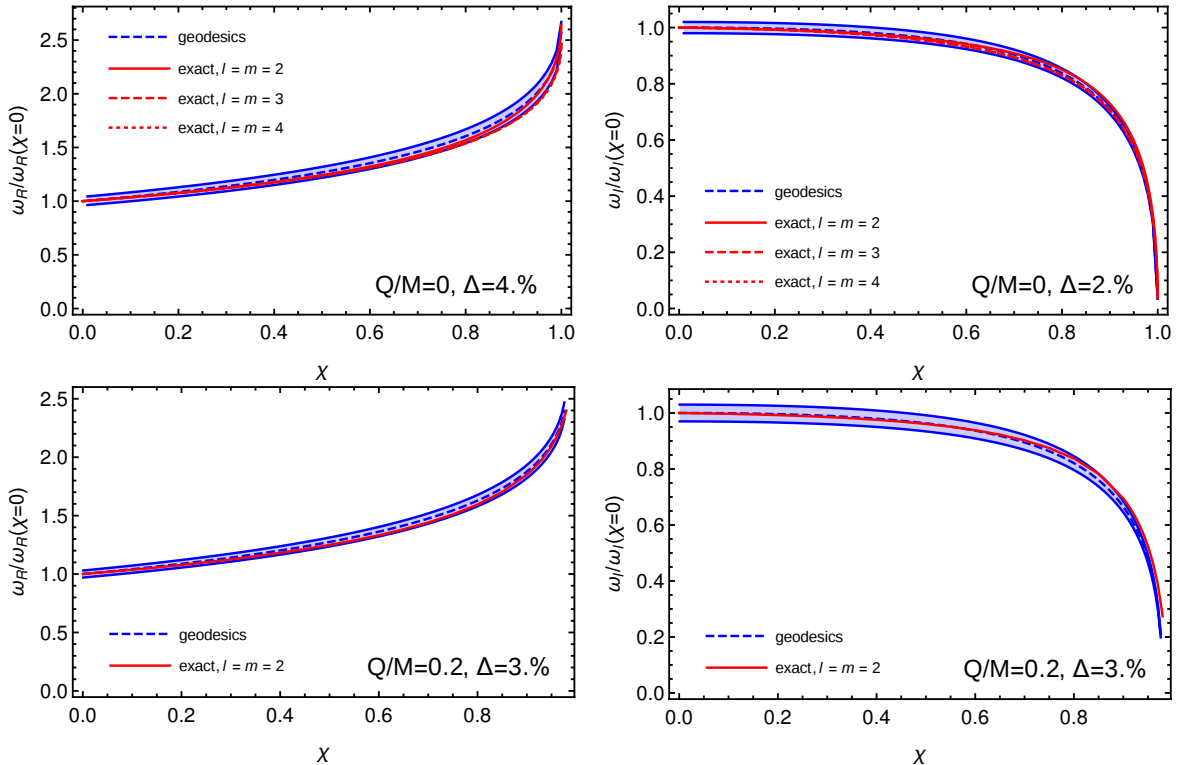 ω_R/ω_R(χ=0)
2.5
2.0
1.5
1.0
0.5
0.0
geodesics
exact, l = m = 2
exact, l = m = 3
exact, l = m = 4
Q/M=0, Δ=4.%
0.0 0.2 0.4 0.6 0.8 1.0
χ
ω_I/ω_I(χ=0)
1.0
0.8
0.6
0.4
0.2
0.0
geodesics
exact, l = m = 2
exact, l = m = 3
exact, l = m = 4
Q/M=0, Δ=2.%
0.0 0.2 0.4 0.6 0.8 1.0
χ
ω_R/ω_R(χ=0)
2.5
2.0
1.5
1.0
0.5
0.0
geodesics
exact, l = m = 2
Q/M=0.2, Δ=3.%
0.0 0.2 0.4 0.6 0.8
χ
ω_I/ω_I(χ=0)
1.0
0.8
0.6
0.4
0.2
0.0
geodesics
exact, l = m = 2
Q/M=0.2, Δ=3.%
0.0 0.2 0.4 0.6 0.8
χ